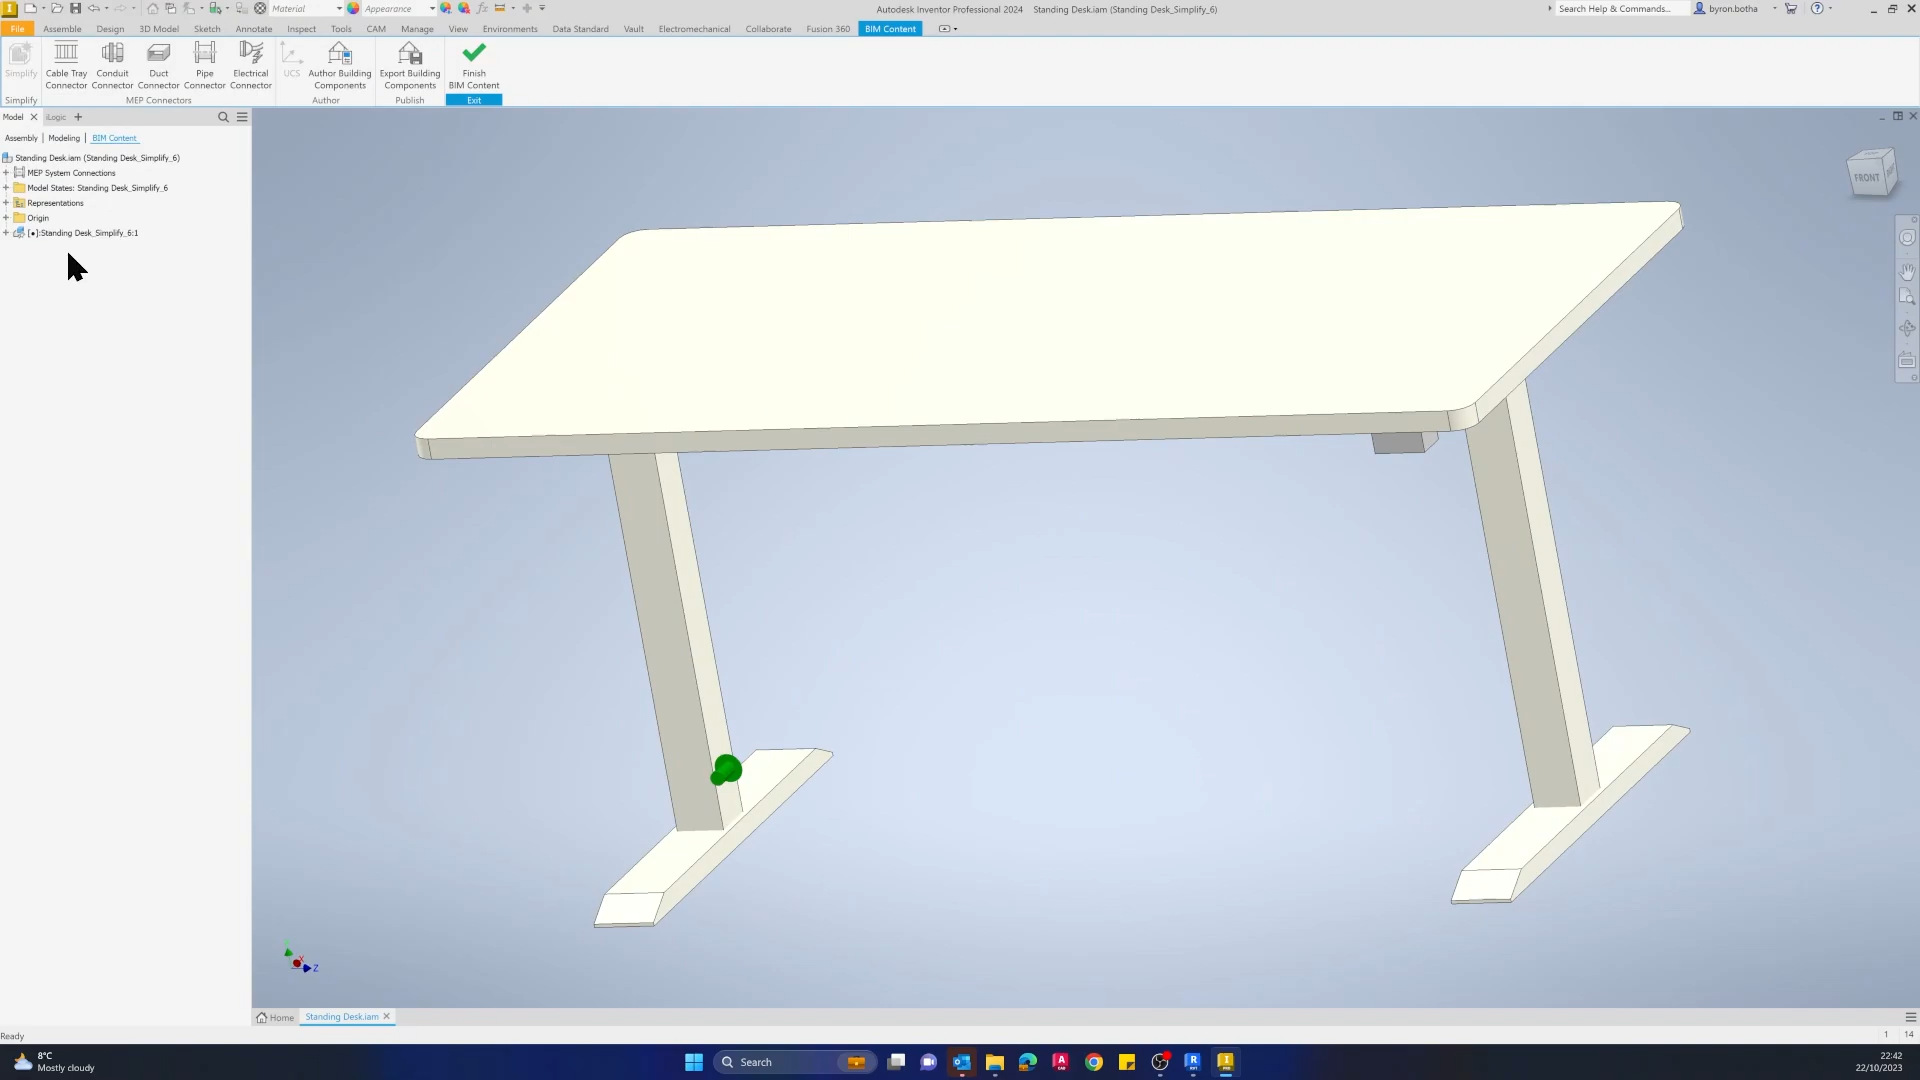 Material
Appearance
Autodesk Inventor Professional 2024 Standing Desk.iam (Standing Desk_Simplify_6)
Search Help & Commands...
byron.botha
File Assemble Design 3D Model Sketch Annotate Inspect Tools CAM Manage View Environments Data Standard Vault Electromechanical Collaborate Fusion 360 BIM Content
Simplify
Cable Tray Connector
Conduit Connector
Duct Connector
Pipe Connector
Electrical Connector
UCS
Author Building Components
Export Building Components
Finish BIM Content
Simplify MEP Connectors Author Publish Exit
Model iLogic
Assembly Modeling BIM Content
Standing Desk.iam (Standing Desk_Simplify_6)
MEP System Connections
Model States: Standing Desk_Simplify_6
Representations
Origin
[●]:Standing Desk_Simplify_6:1
FRONT
X
Z
Home Standing Desk.iam
Ready
1 14
8°C
Mostly cloudy
Search
22:42
22/10/2023